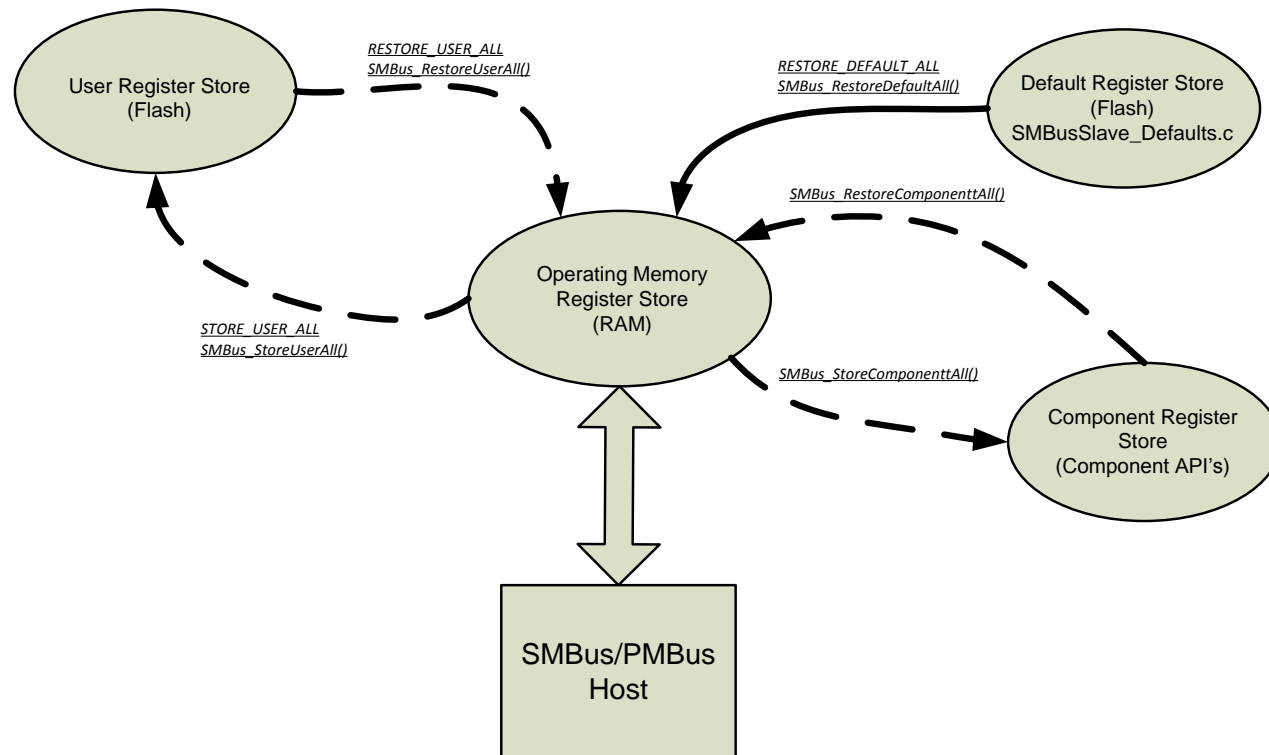 RESTORE_USER_ALL
SMBus_RestoreUserAll()
User Register Store
(Flash)
RESTORE_DEFAULT_ALL
SMBus_RestoreDefaultAll()
Default Register Store
(Flash)
SMBusSlave_Defaults.c
SMBus_RestoreComponenttAll()
Operating Memory
Register Store
(RAM)
STORE_USER_ALL
SMBus_StoreUserAll()
SMBus_StoreComponenttAll()
Component Register
Store
(Component API's)
SMBus/PMBus
Host